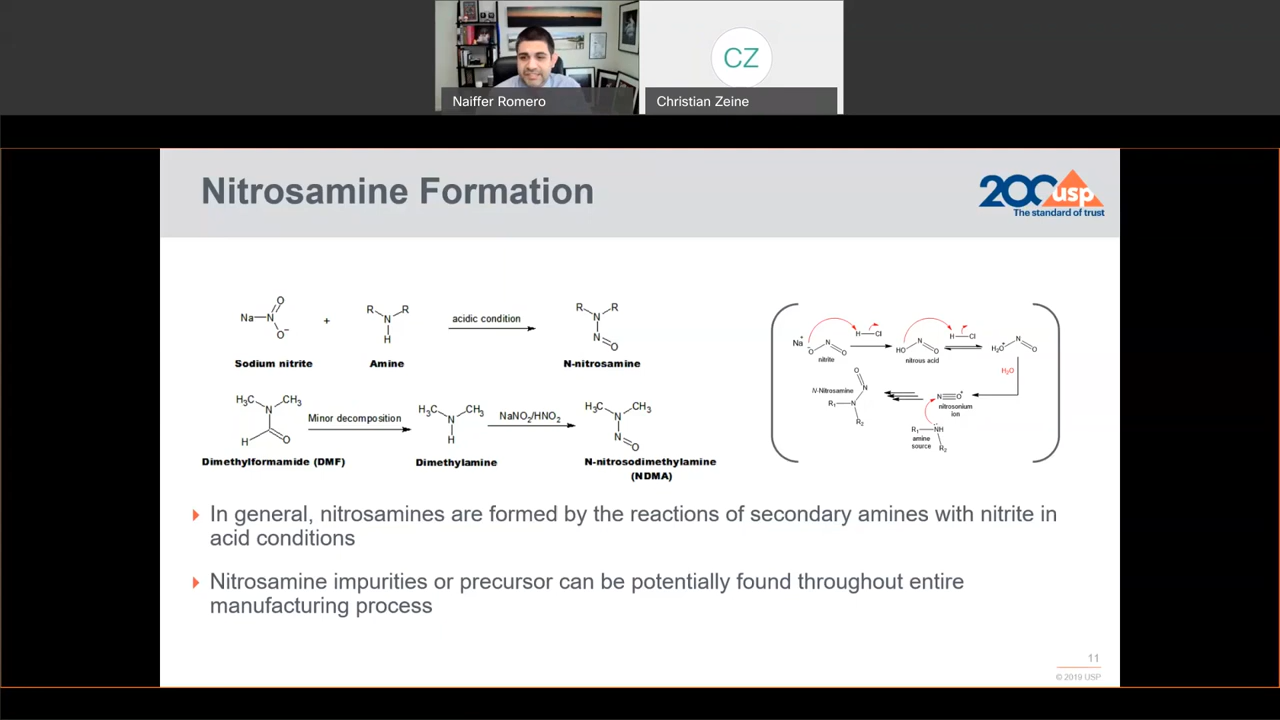 CZ
Naiffer Romero
Christian Zeine
Nitrosamine Formation
200 usp
The standard of trust
Na N O O⁻
+
R N R H
acidic condition
R N R N O
Sodium nitrite
Amine
N-nitrosamine
H₃C N CH₃ H O
Minor decomposition
H₃C N CH₃ H
NaNO₂/HNO₂
H₃C N CH₃ N O
Dimethylformamide (DMF)
Dimethylamine
N-nitrosodimethylamine
(NDMA)
Na⁺ ⁻O N O
H Cl
HO N O
H Cl
H₂O⁺ N O
nitrite
nitrous acid
H₂O
O N
N-Nitrosamine
R₁ N R₂
N O⁺
nitrosonium
ion
R₁ NH R₂
amine
source
In general, nitrosamines are formed by the reactions of secondary amines with nitrite in
acid conditions
Nitrosamine impurities or precursor can be potentially found throughout entire
manufacturing process
11
© 2019 USP